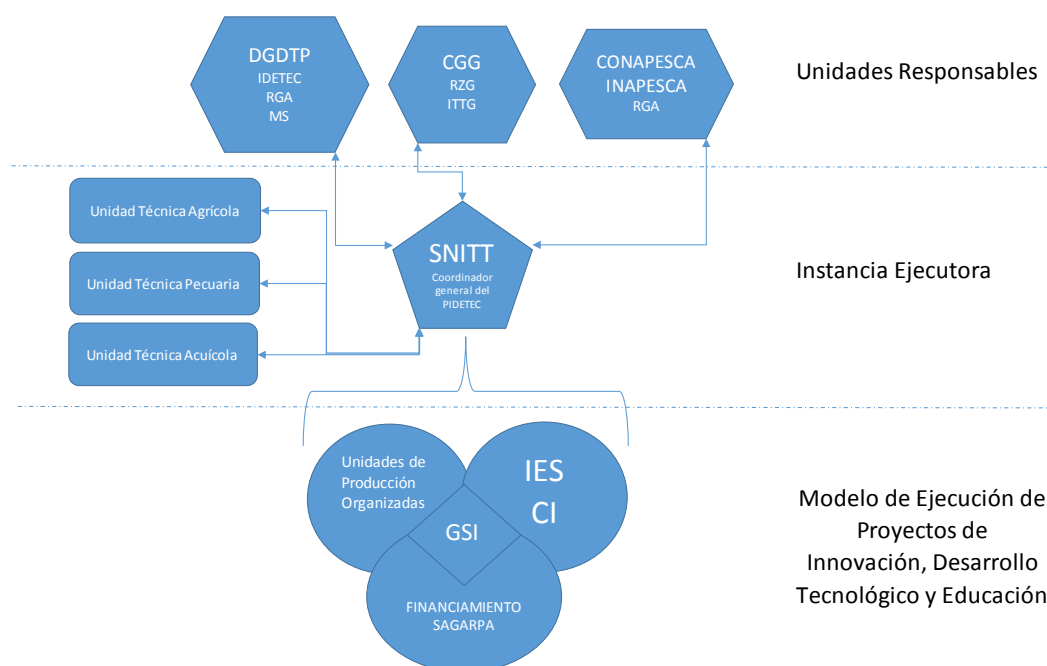 DGDTP
IDETEC
RGA
MS
CGG
RZG
ITTG
CONAPESCA
INAPESCA
RGA
Unidades Responsables
Unidad Técnica Agrícola
Unidad Técnica Pecuaria
Unidad Técnica Acuícola
SNITT
Coordinador
general del
PIDETEC
Instancia Ejecutora
Unidades de
Producción
Organizadas
IES
CI
GSI
FINANCIAMIENTO
SAGARPA
Modelo de Ejecución de
Proyectos de
Innovación, Desarrollo
Tecnológico y Educación